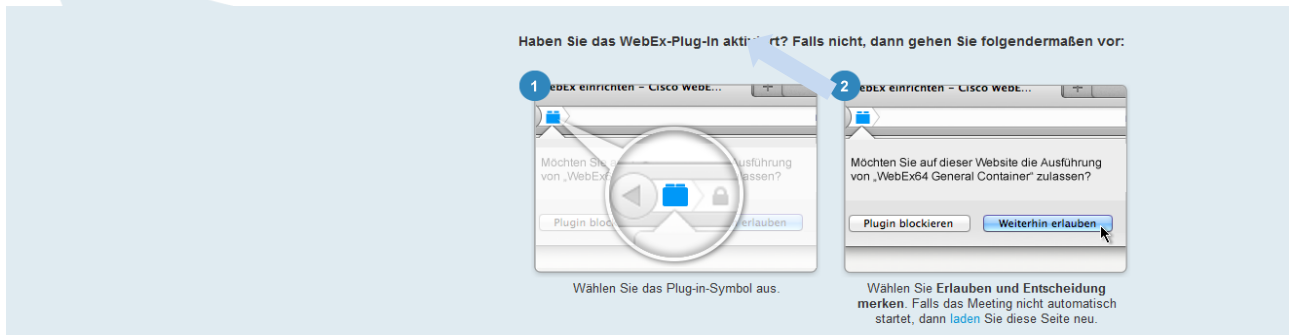 Haben Sie das WebEx-Plug-In aktiviert? Falls nicht, dann gehen Sie folgendermaßen vor:
1
WebEx einrichten – Cisco WebE...
Möchten Sie
Ausführung
von „WebEx
zulassen?
Plugin
erlauben
Wählen Sie das Plug-in-Symbol aus.
2
WebEx einrichten – Cisco WebE...
Möchten Sie auf dieser Website die Ausführung
von „WebEx64 General Container“ zulassen?
Plugin blockieren
Weiterhin erlauben
Wählen Sie Erlauben und Entscheidung
merken. Falls das Meeting nicht automatisch
startet, dann laden Sie diese Seite neu.